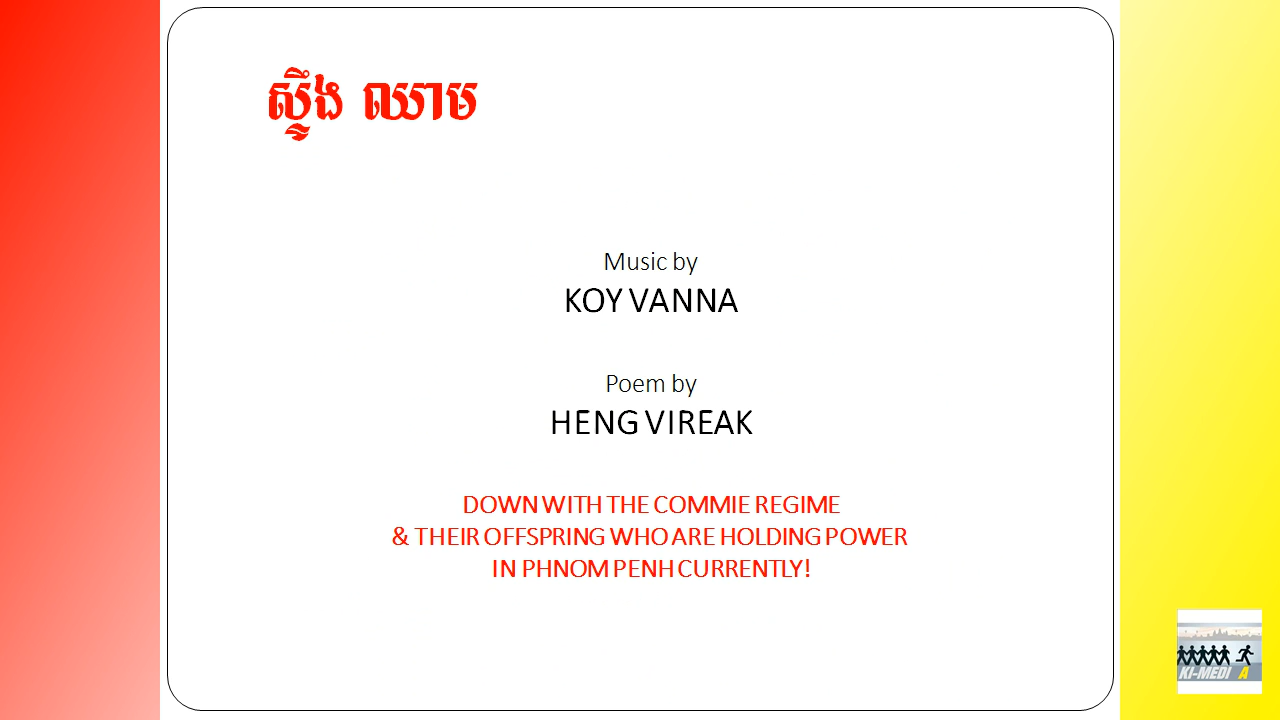 ស្ទឹង ឈាម
Music by
KOY VANNA
Poem by
HENG VIREAK
DOWN WITH THE COMMIE REGIME
& THEIR OFFSPRING WHO ARE HOLDING POWER
IN PHNOM PENH CURRENTLY!
KI-MEDI A